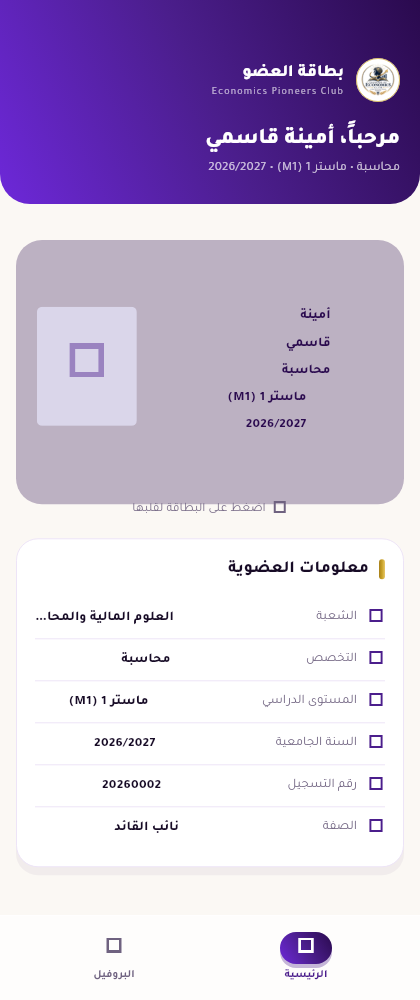 بطاقة العضو
Economics Pioneers Club
مرحباً، أمينة قاسمي
محاسبة • ماستر 1 (M1) • 2026/2027
أمينة
قاسمي
محاسبة
ماستر 1 (M1)
2026/2027
اضغط على البطاقة لقلبها
معلومات العضوية
الشعبة العلوم المالية والمحا...
التخصص محاسبة
المستوى الدراسي ماستر 1 (M1)
السنة الجامعية 2026/2027
رقم التسجيل 20260002
الصفة نائب القائد
الرئيسية
البروفيل